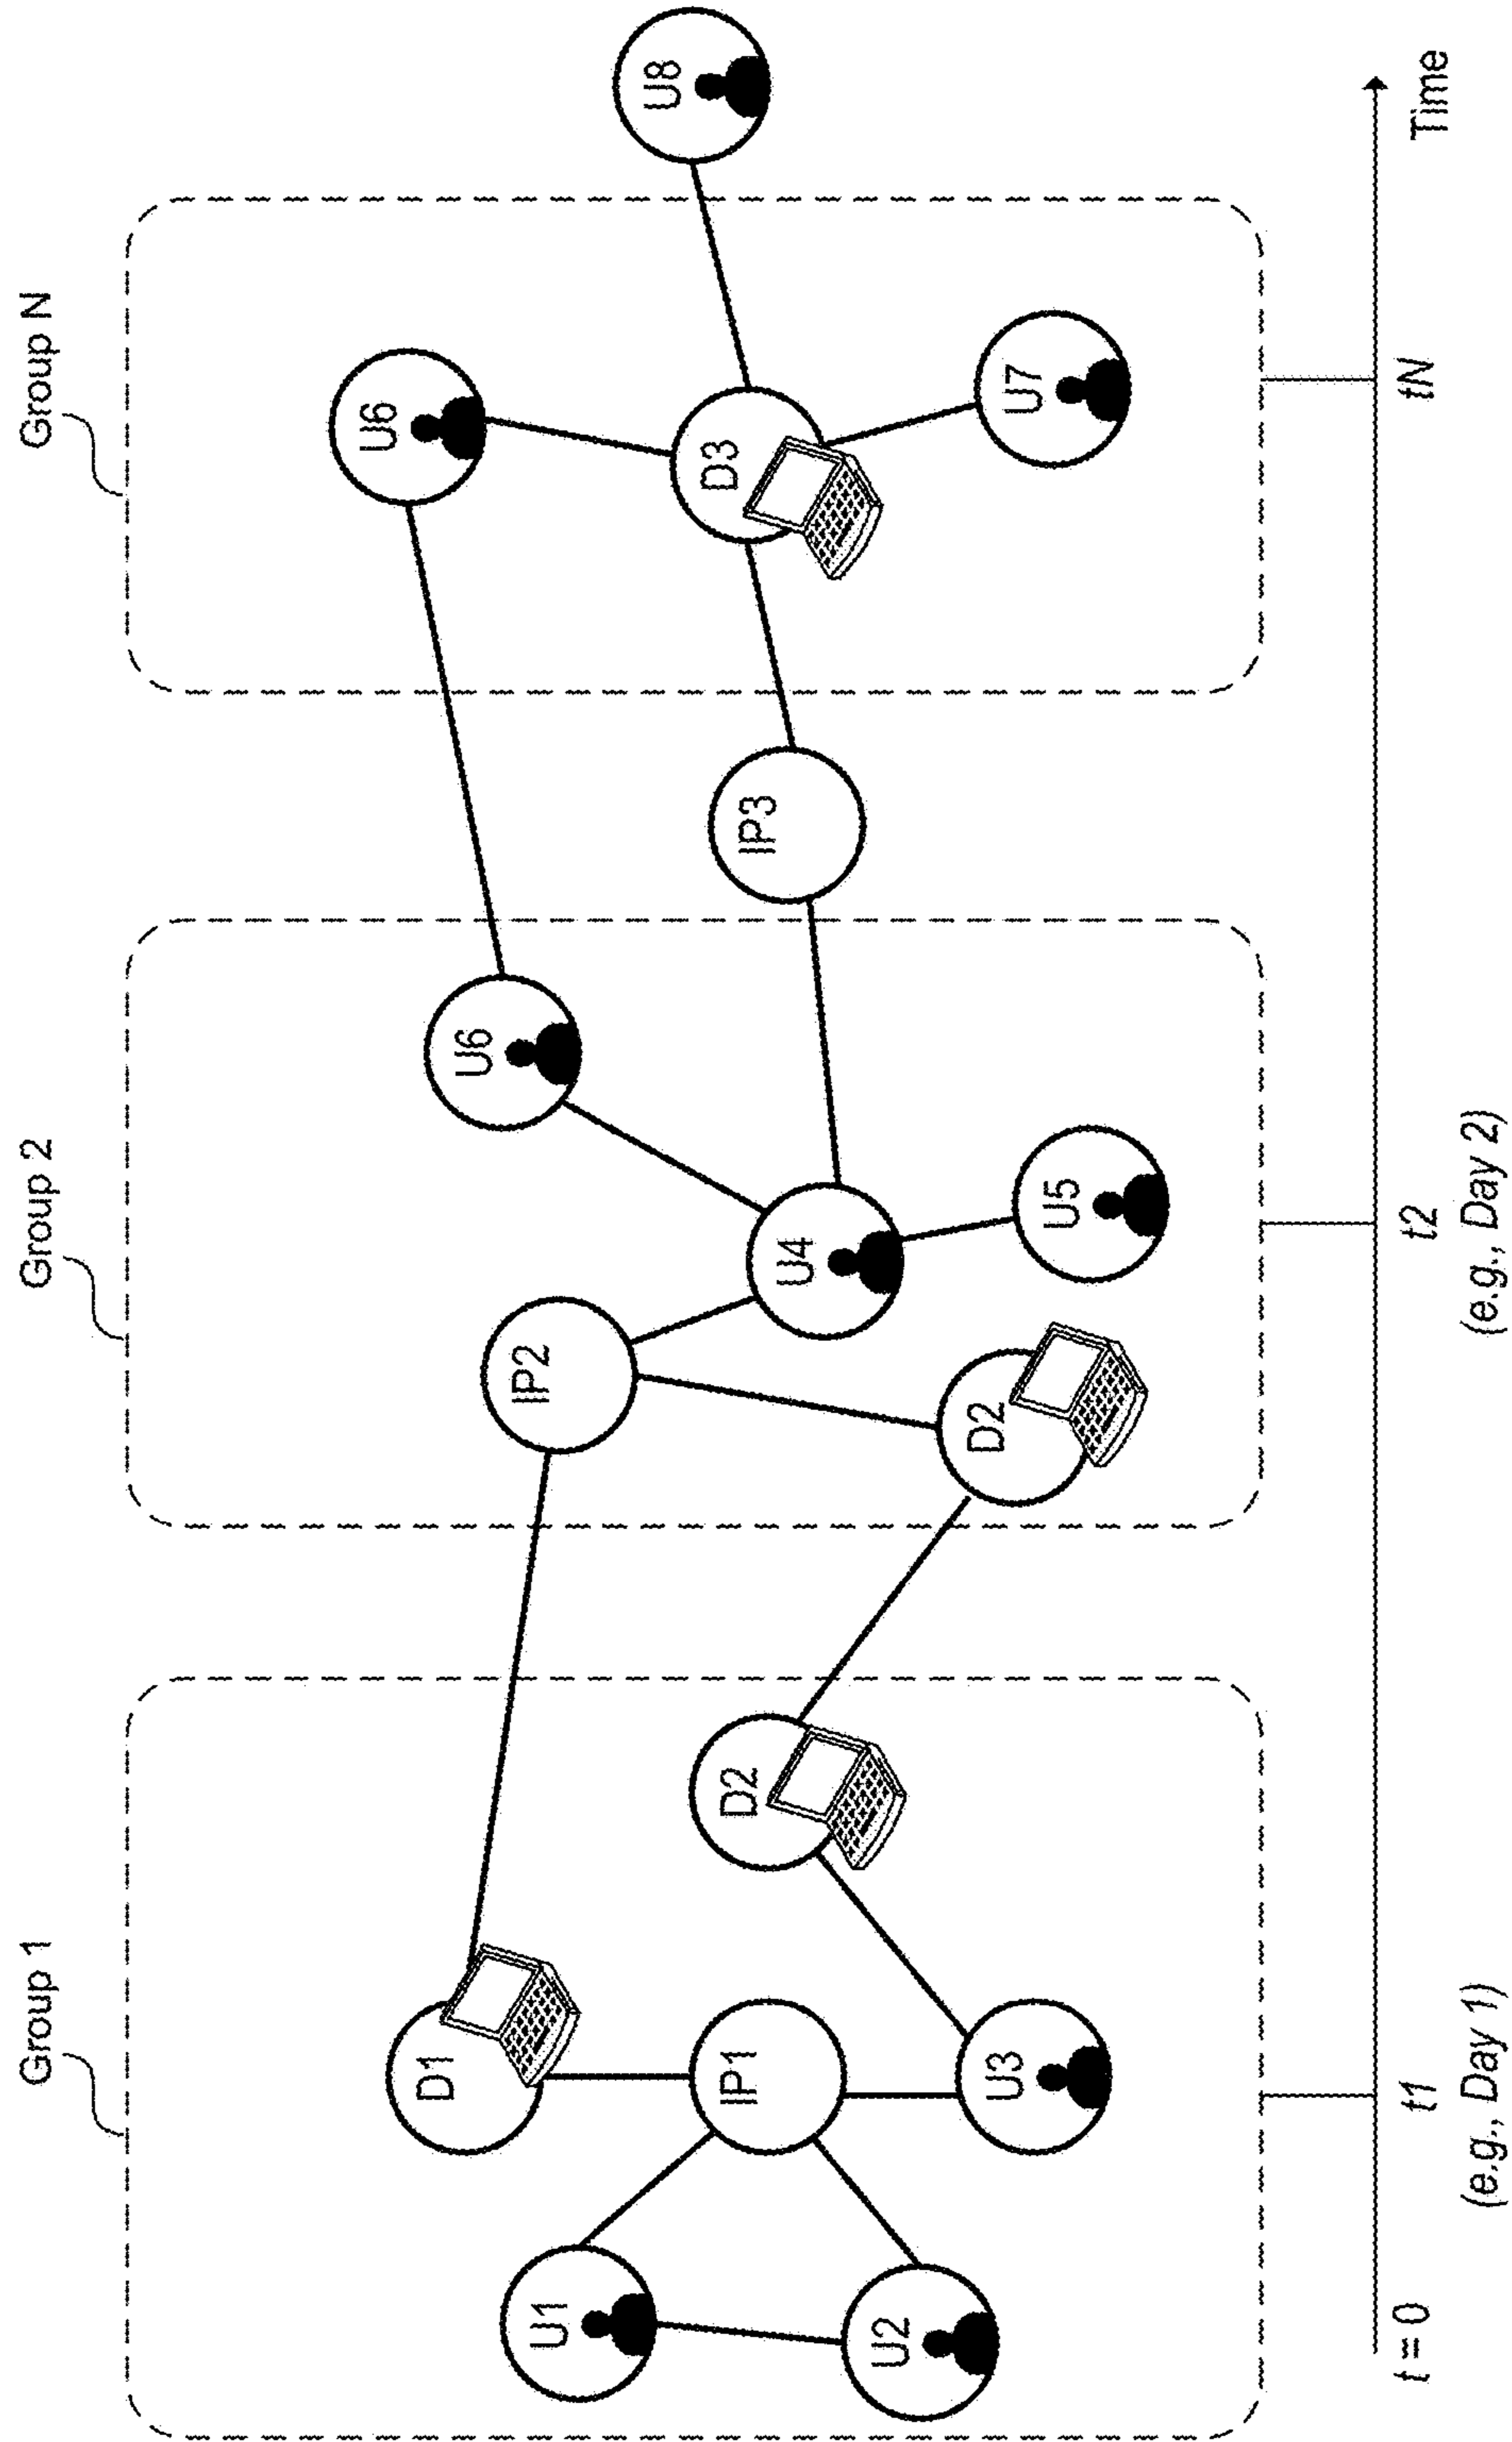 Group 1
Group 2
Group N
U1
U2
D1
IP1
U3
D2
IP2
D2
U4
U6
U5
IP3
U6
D3
U7
U8
t = 0
t1
(e.g., Day 1)
t2
(e.g., Day 2)
tN
Time